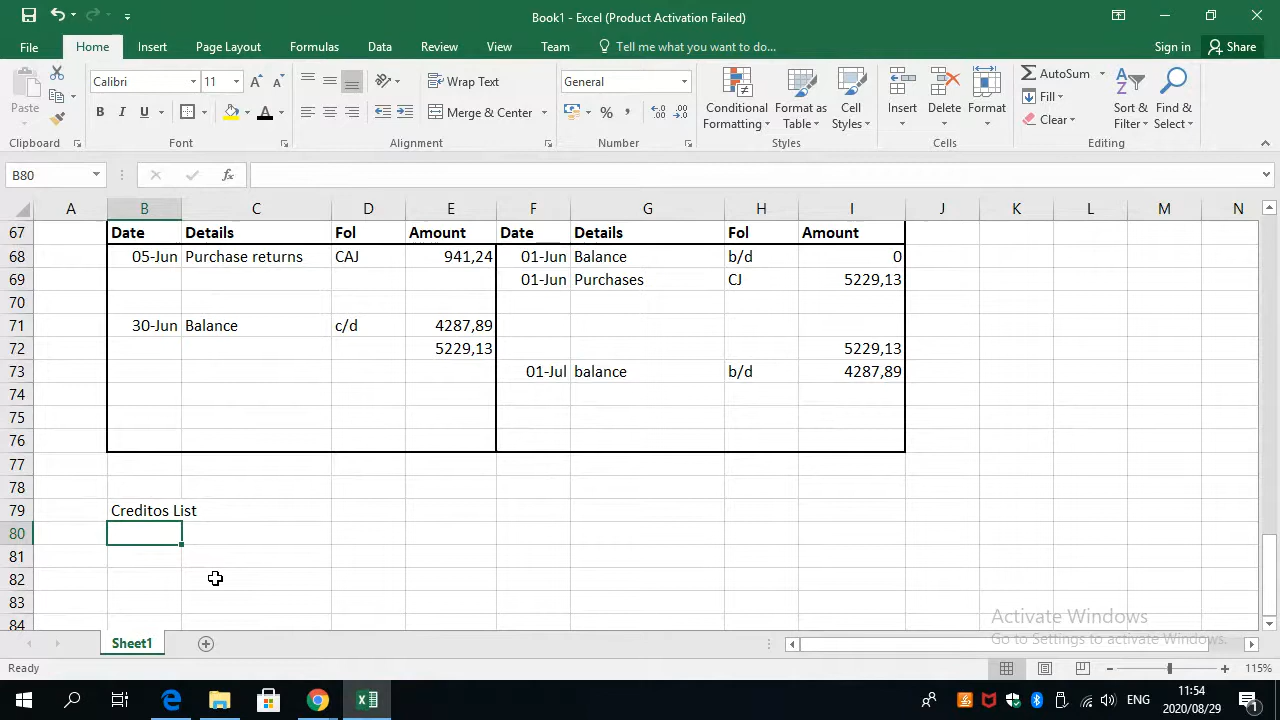 Book1 - Excel (Product Activation Failed)
File Home Insert Page Layout Formulas Data Review View Team Tell me what you want to do... Sign in Share
Calibri 11 Wrap Text General AutoSum
Paste Conditional Formatting Format as Table Cell Styles Insert Delete Format Fill Sort & Filter Find & Select
B I U A Merge & Center % , Clear
Clipboard Font Alignment Number Styles Cells Editing
B80 fx
A B C D E F G H I J K L M N
67 Date Details Fol Amount Date Details Fol Amount
68 05-Jun Purchase returns CAJ 941,24 01-Jun Balance b/d 0
69 01-Jun Purchases CJ 5229,13
70
71 30-Jun Balance c/d 4287,89
72 5229,13 5229,13
73 01-Jul balance b/d 4287,89
74
75
76
77
78
79 Creditos List
80
81
82
83
84
Activate Windows
Go to Settings to activate Windows.
Sheet1
Ready 115%
ENG 11:54
2020/08/29 1